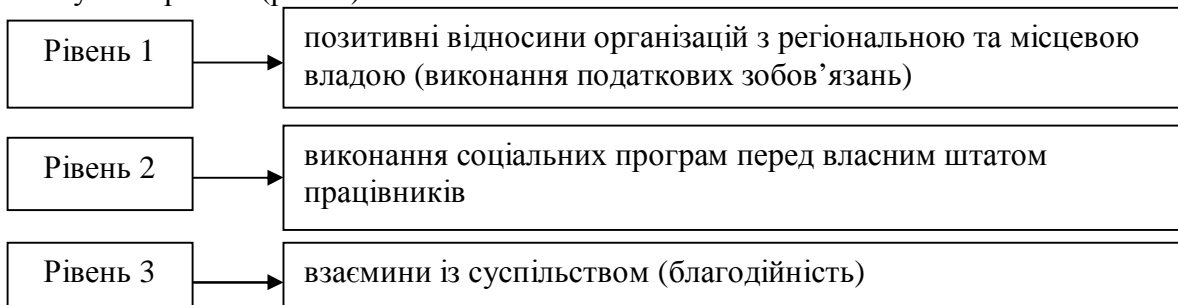 Рівень 1
позитивні відносини організацій з регіональною та місцевою
владою (виконання податкових зобов’язань)
Рівень 2
виконання соціальних програм перед власним штатом
працівників
Рівень 3
взаємини із суспільством (благодійність)